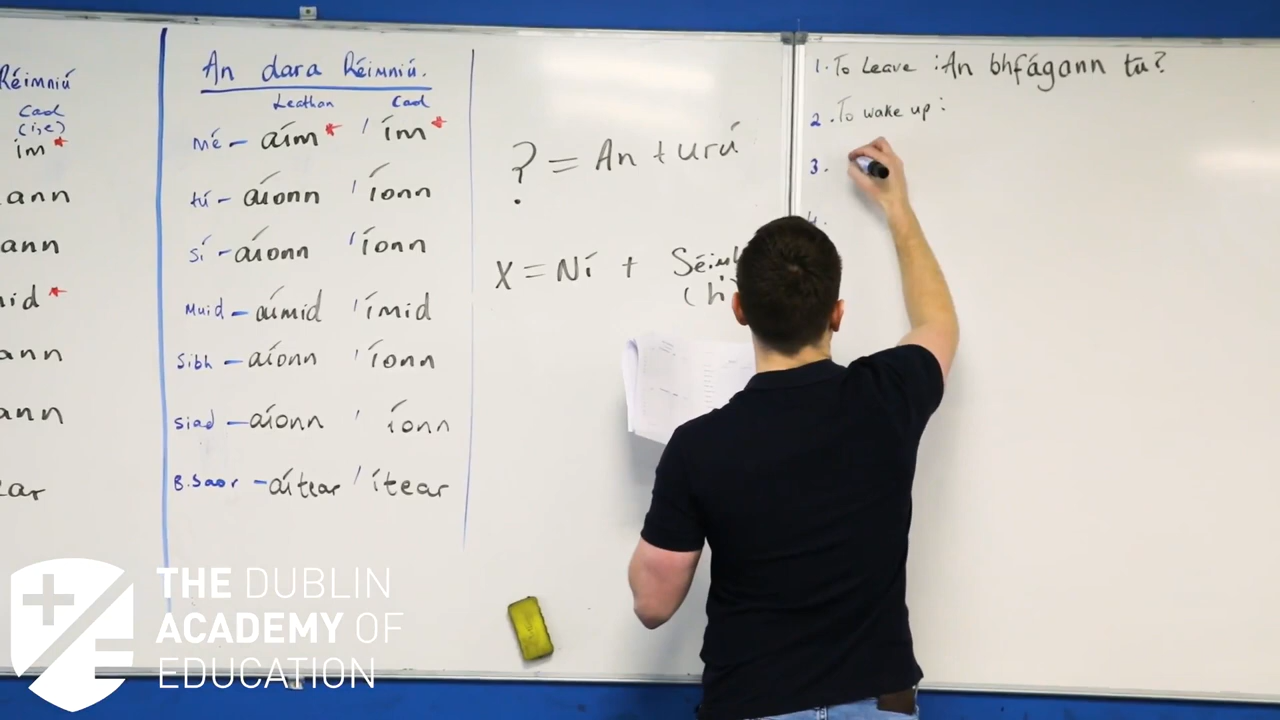 Réimniú
Caol
(i,e)
ím *
ann
ann
mid *
ann
ann
ear
An dara Réimniú.
Leathan Caol
Mé – aím * / ím *
tú – aíonn / íonn
Sí – aíonn / íonn
Muid – aímid / ímid
Sibh – aíonn / íonn
Siad – aíonn / íonn
B.Saor – aítear / ítear
? = An + urú
X = Ní +
(h
1. To Leave : An bhfágann tú?
2. To wake up :
3.
4.
THE DUBLIN
ACADEMY OF
EDUCATION